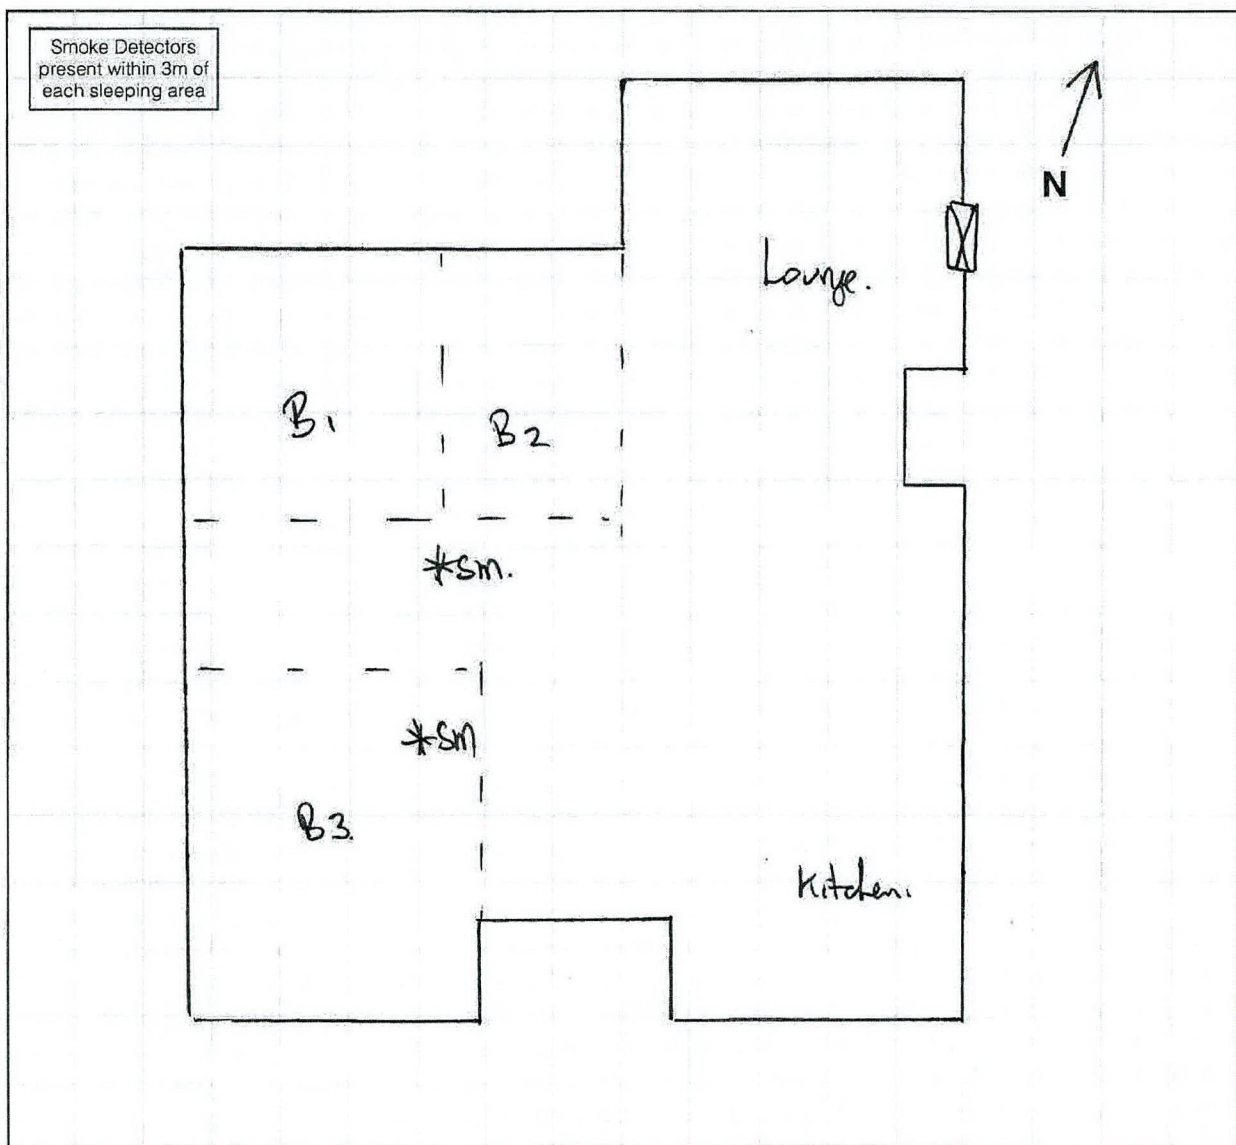 Smoke Detectors
present within 3m of
each sleeping area
N
Lounge.
B1
B2
*sm.
*sm
B3.
Kitchen.